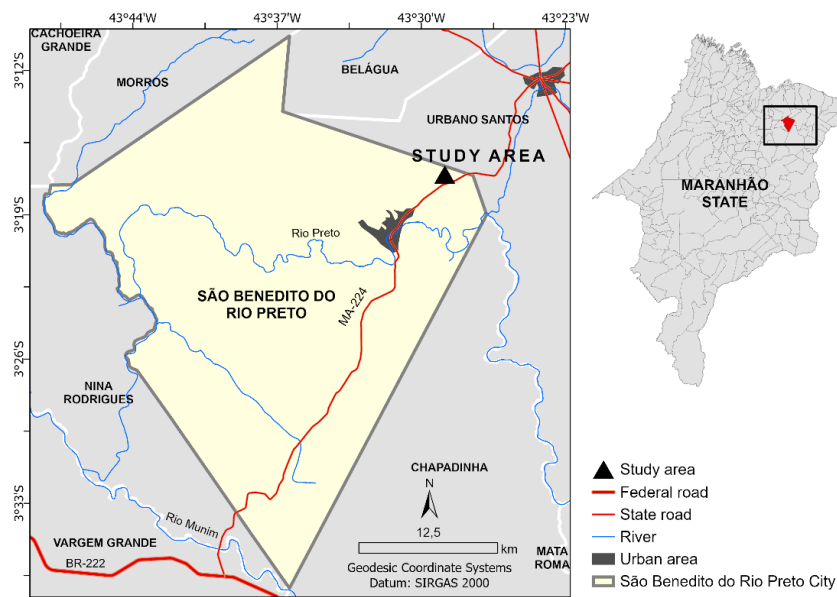 43°44'W
43°37'W
43°30'W
43°23'W
3°12'S
3°19'S
3°26'S
3°33'S
CACHOEIRA
GRANDE
MORROS
BELÁGUA
URBANO SANTOS
STUDY AREA
Rio Preto
SÃO BENEDITO DO
RIO PRETO
MA-224
NINA
RODRIGUES
CHAPADINHA
N
12,5
km
Geodesic Coordinate Systems
Datum: SIRGAS 2000
Rio Munim
VARGEM GRANDE
BR-222
MATA
ROMA
MARANHÃO
STATE
Study area
Federal road
State road
River
Urban area
São Benedito do Rio Preto City